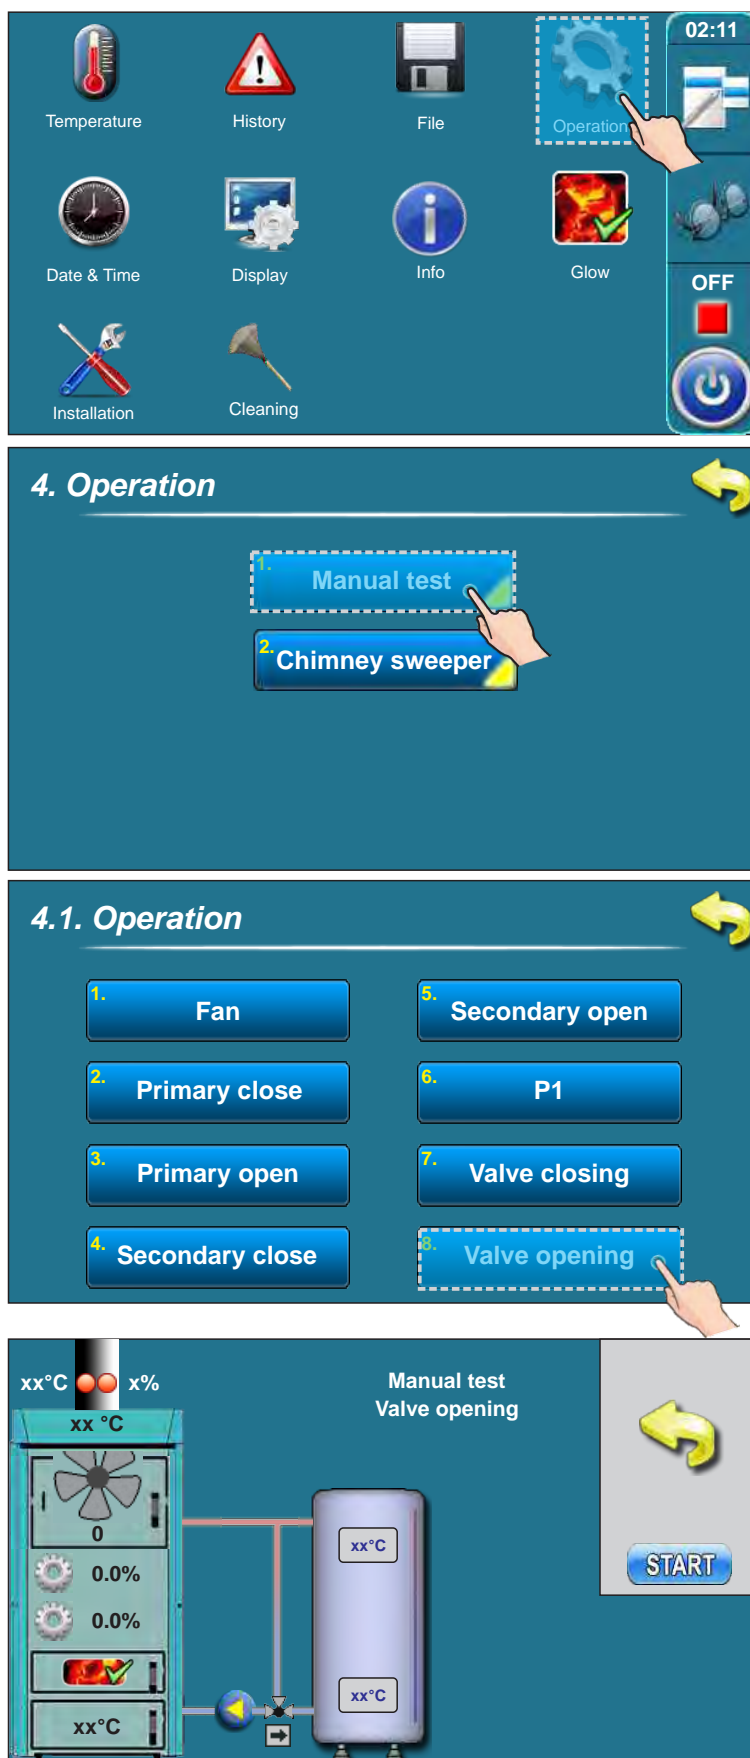 02:11
Temperature
History
File
Operation
Date & Time
Display
Info
Glow
OFF
Installation
Cleaning
4. Operation
1. Manual test
2. Chimney sweeper
4.1. Operation
1. Fan
5. Secondary open
2. Primary close
6. P1
3. Primary open
7. Valve closing
4. Secondary close
8. Valve opening
xx°C x%
Manual test
Valve opening
xx °C
0
xx°C
START
0.0%
0.0%
xx°C
xx°C